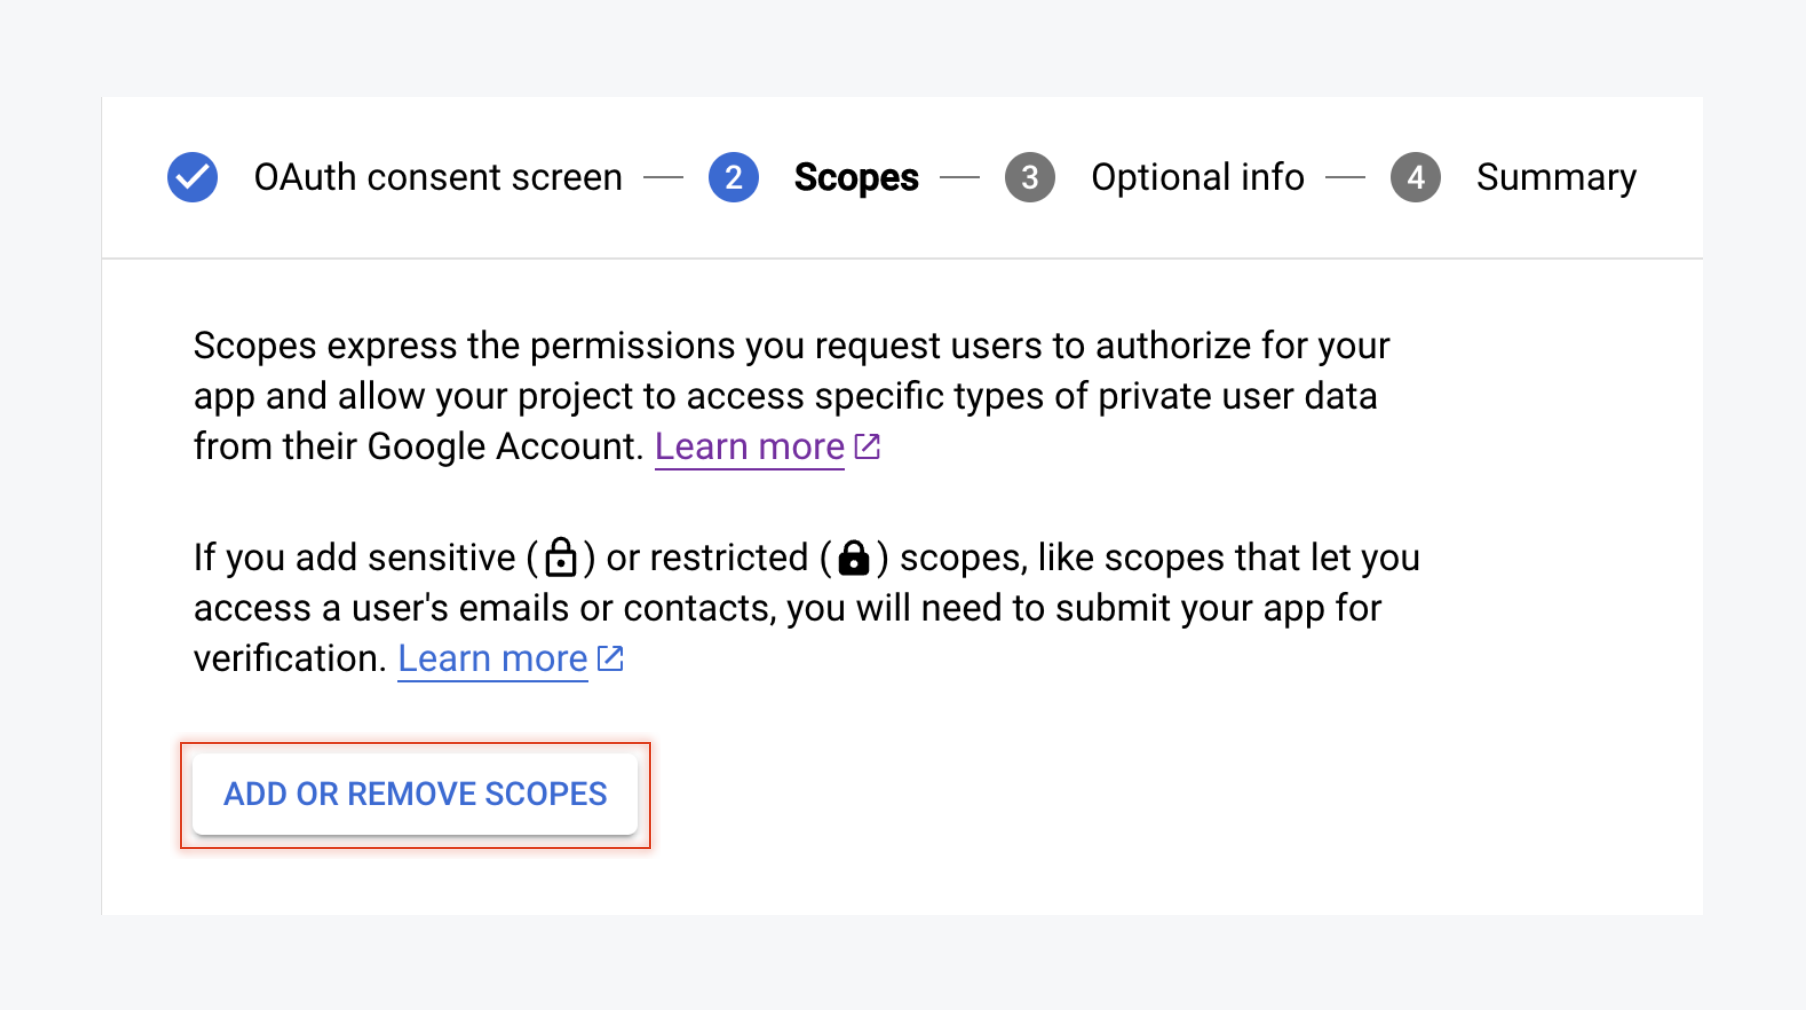 OAuth consent screen — 2 Scopes — 3 Optional info — 4 Summary
Scopes express the permissions you request users to authorize for your
app and allow your project to access specific types of private user data
from their Google Account. Learn more
If you add sensitive () or restricted () scopes, like scopes that let you
access a user's emails or contacts, you will need to submit your app for
verification. Learn more
ADD OR REMOVE SCOPES